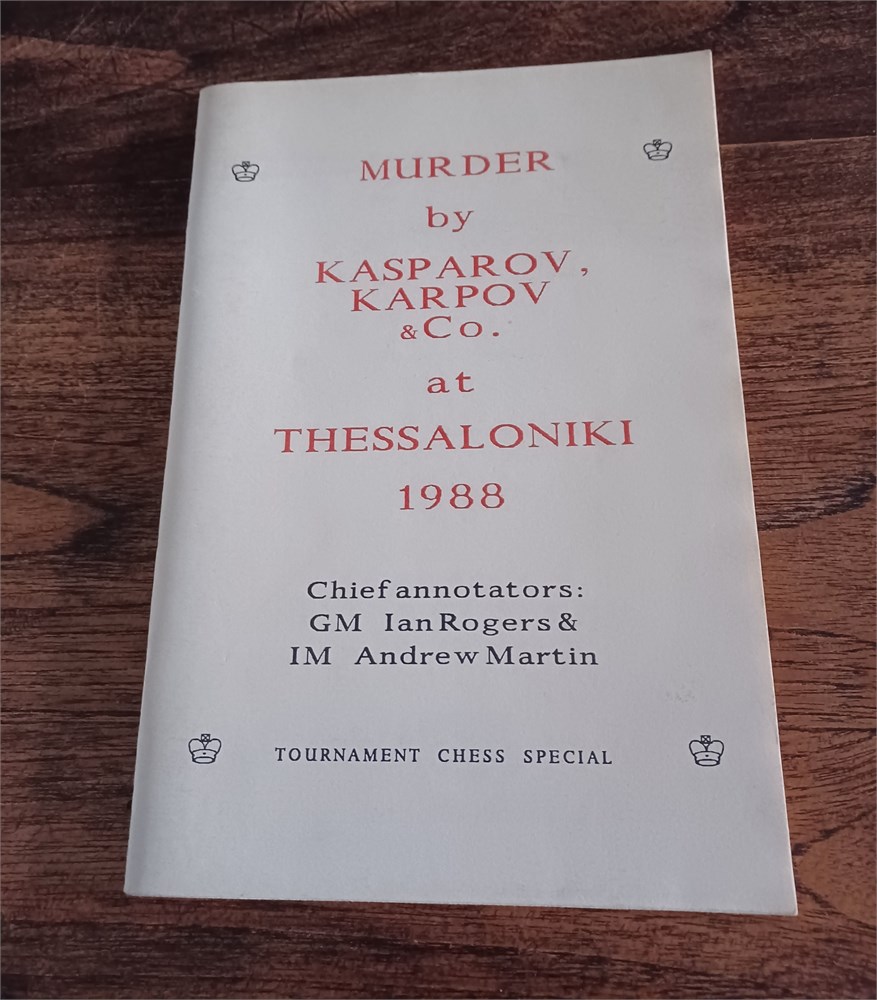 MURDER
by
KASPAROV,
KARPOV
&Co.
at
THESSALONIKI
1988
Chief annotators:
GM Ian Rogers &
IM Andrew Martin
TOURNAMENT CHESS SPECIAL